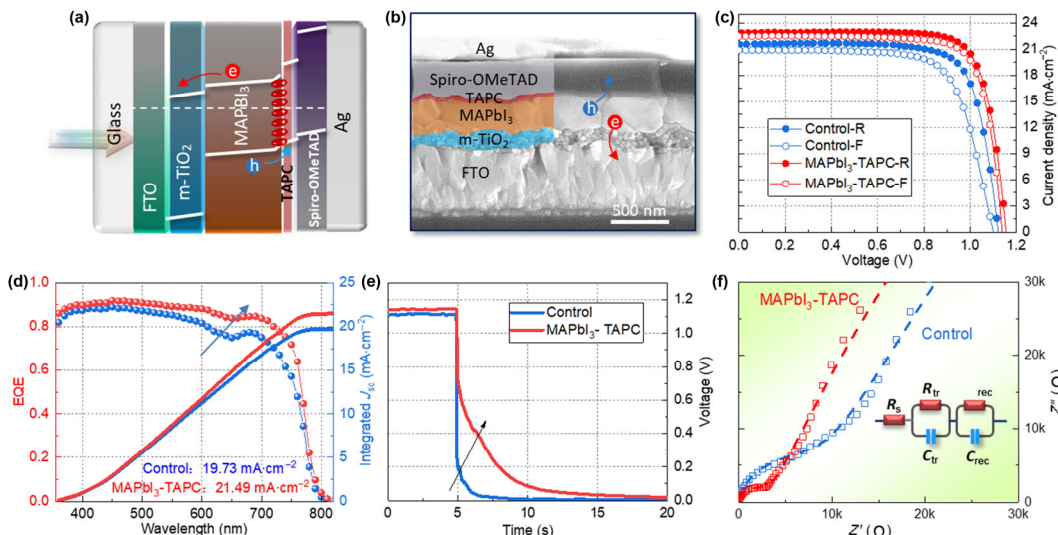 (a)
Glass
FTO
m-TiO₂
e
MAPBI₃
h
TAPC
Spiro-OMeTAD
Ag
(b)
Ag
Spiro-OMeTAD
TAPC
MAPbI₃
m-TiO₂
FTO
h
e
500 nm
(c)
Control-R
Control-F
MAPbI₃-TAPC-R
MAPbI₃-TAPC-F
24
21
18
15
12
9
6
3
0
Current density (mA·cm⁻²)
0.0 0.2 0.4 0.6 0.8 1.0 1.2
Voltage (V)
(d)
1.0
0.8
0.6
0.4
0.2
0.0
EQE
25
20
15
10
5
0
Integrated Jsc (mA·cm⁻²)
Control: 19.73 mA·cm⁻²
MAPbI₃-TAPC: 21.49 mA·cm⁻²
400 500 600 700 800
Wavelength (nm)
(e)
Control
MAPbI₃- TAPC
1.2
1.0
0.8
0.6
0.4
0.2
0.0
Voltage (V)
0 5 10 15 20
Time (s)
(f)
MAPbI₃-TAPC
Control
Rs
Rtr
rec
Ctr
Crec
30k
20k
10k
0
Z″ (Ω)
0 10k 20k 30k
Z′ (Ω)